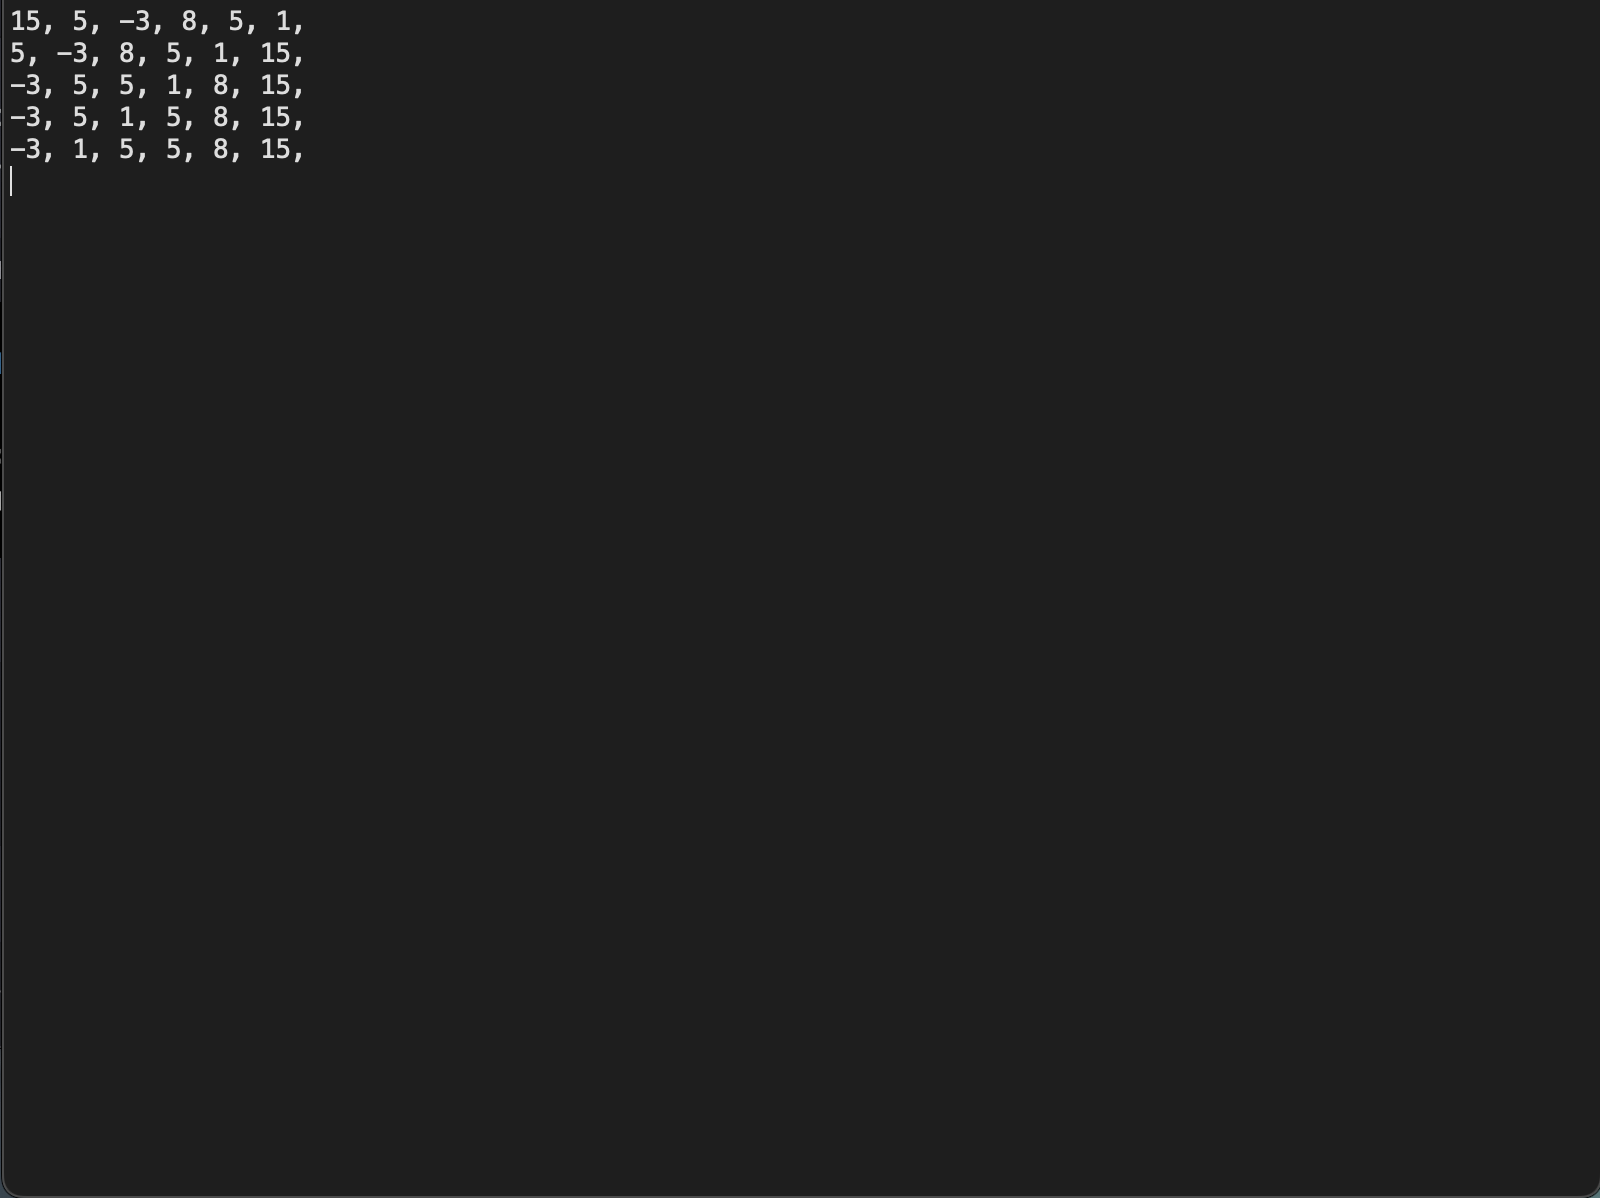 15, 5, −3, 8, 5, 1,
5, −3, 8, 5, 1, 15,
−3, 5, 5, 1, 8, 15,
−3, 5, 1, 5, 8, 15,
−3, 1, 5, 5, 8, 15,